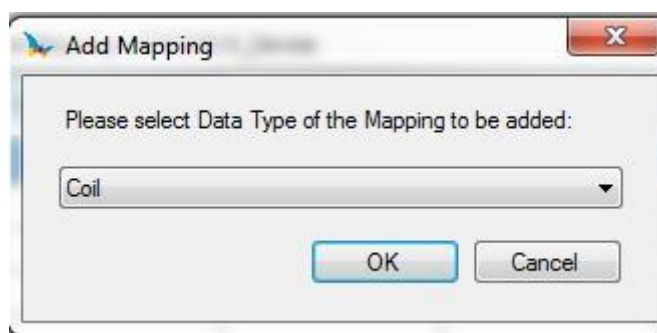 Add Mapping
Please select Data Type of the Mapping to be added:
Coil
OK Cancel